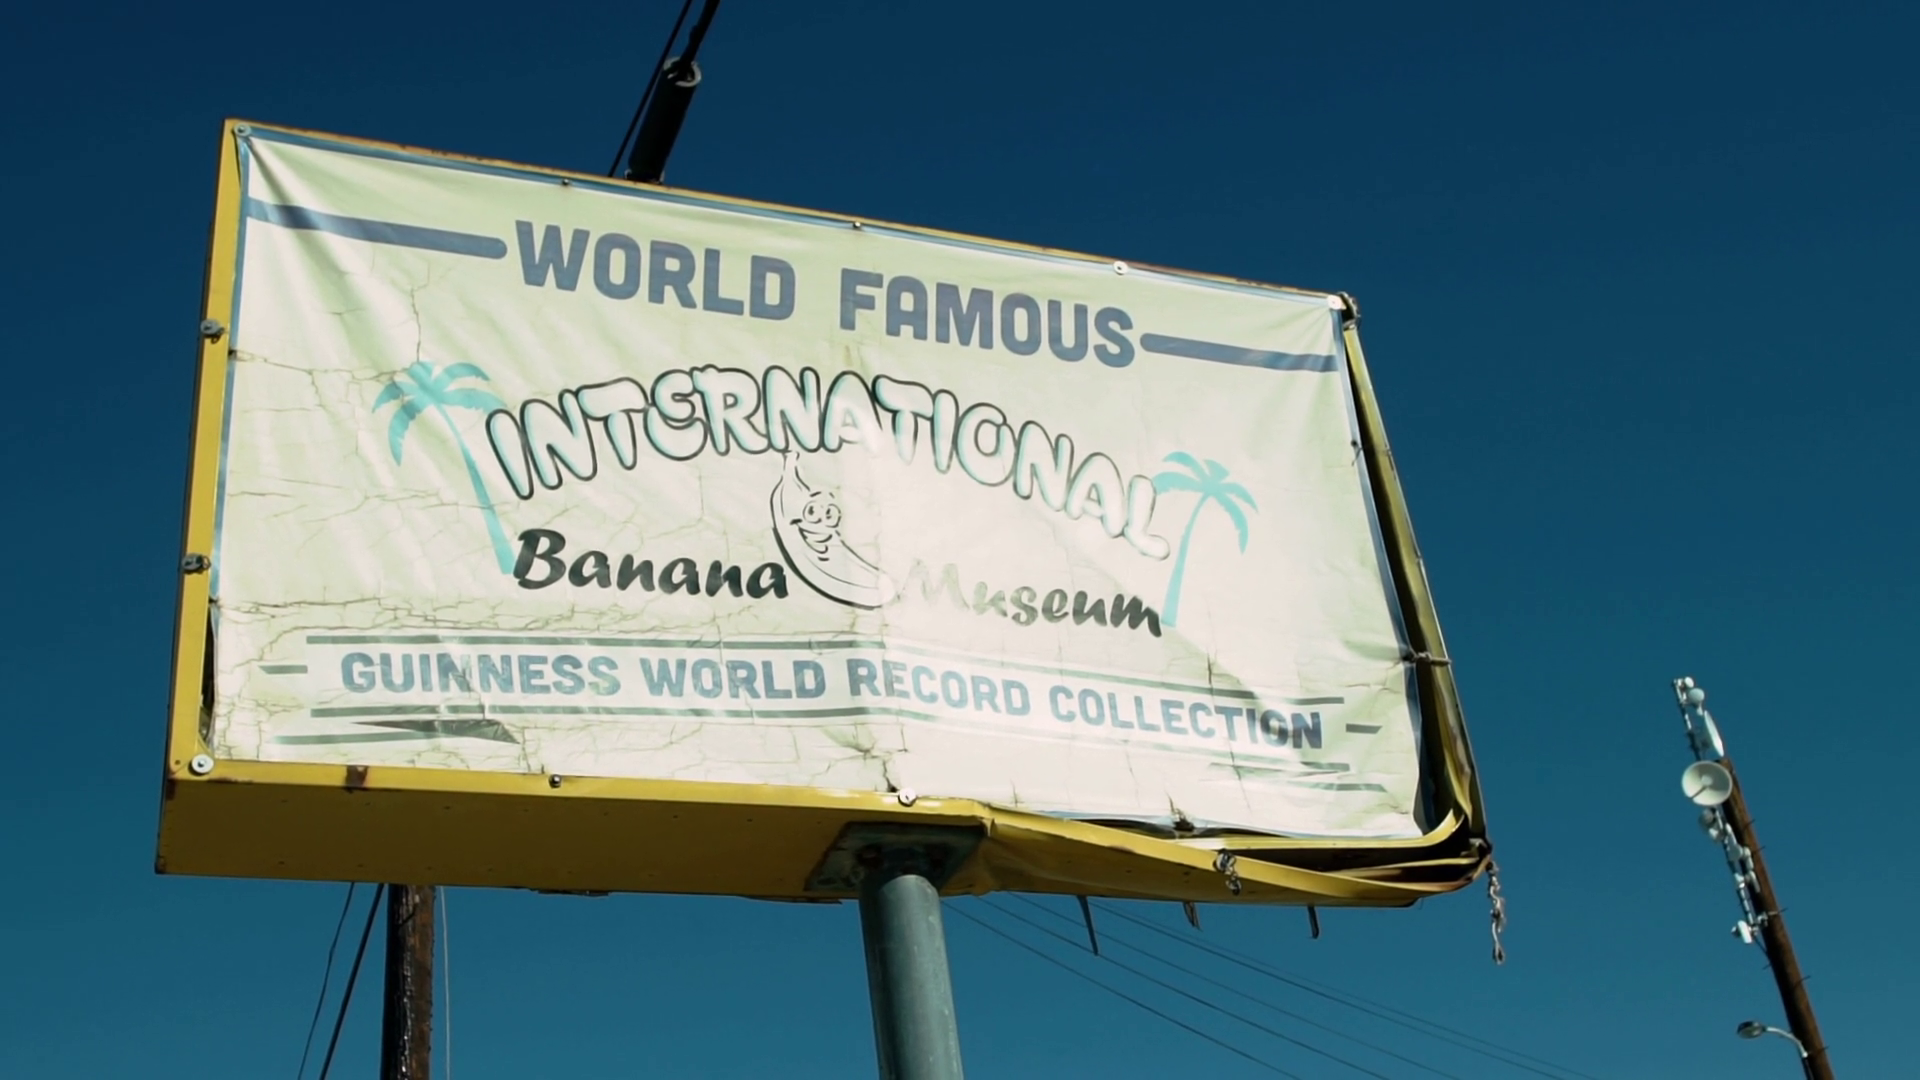 WORLD FAMOUS
INTERNATIONAL
Banana Museum
GUINNESS WORLD RECORD COLLECTION